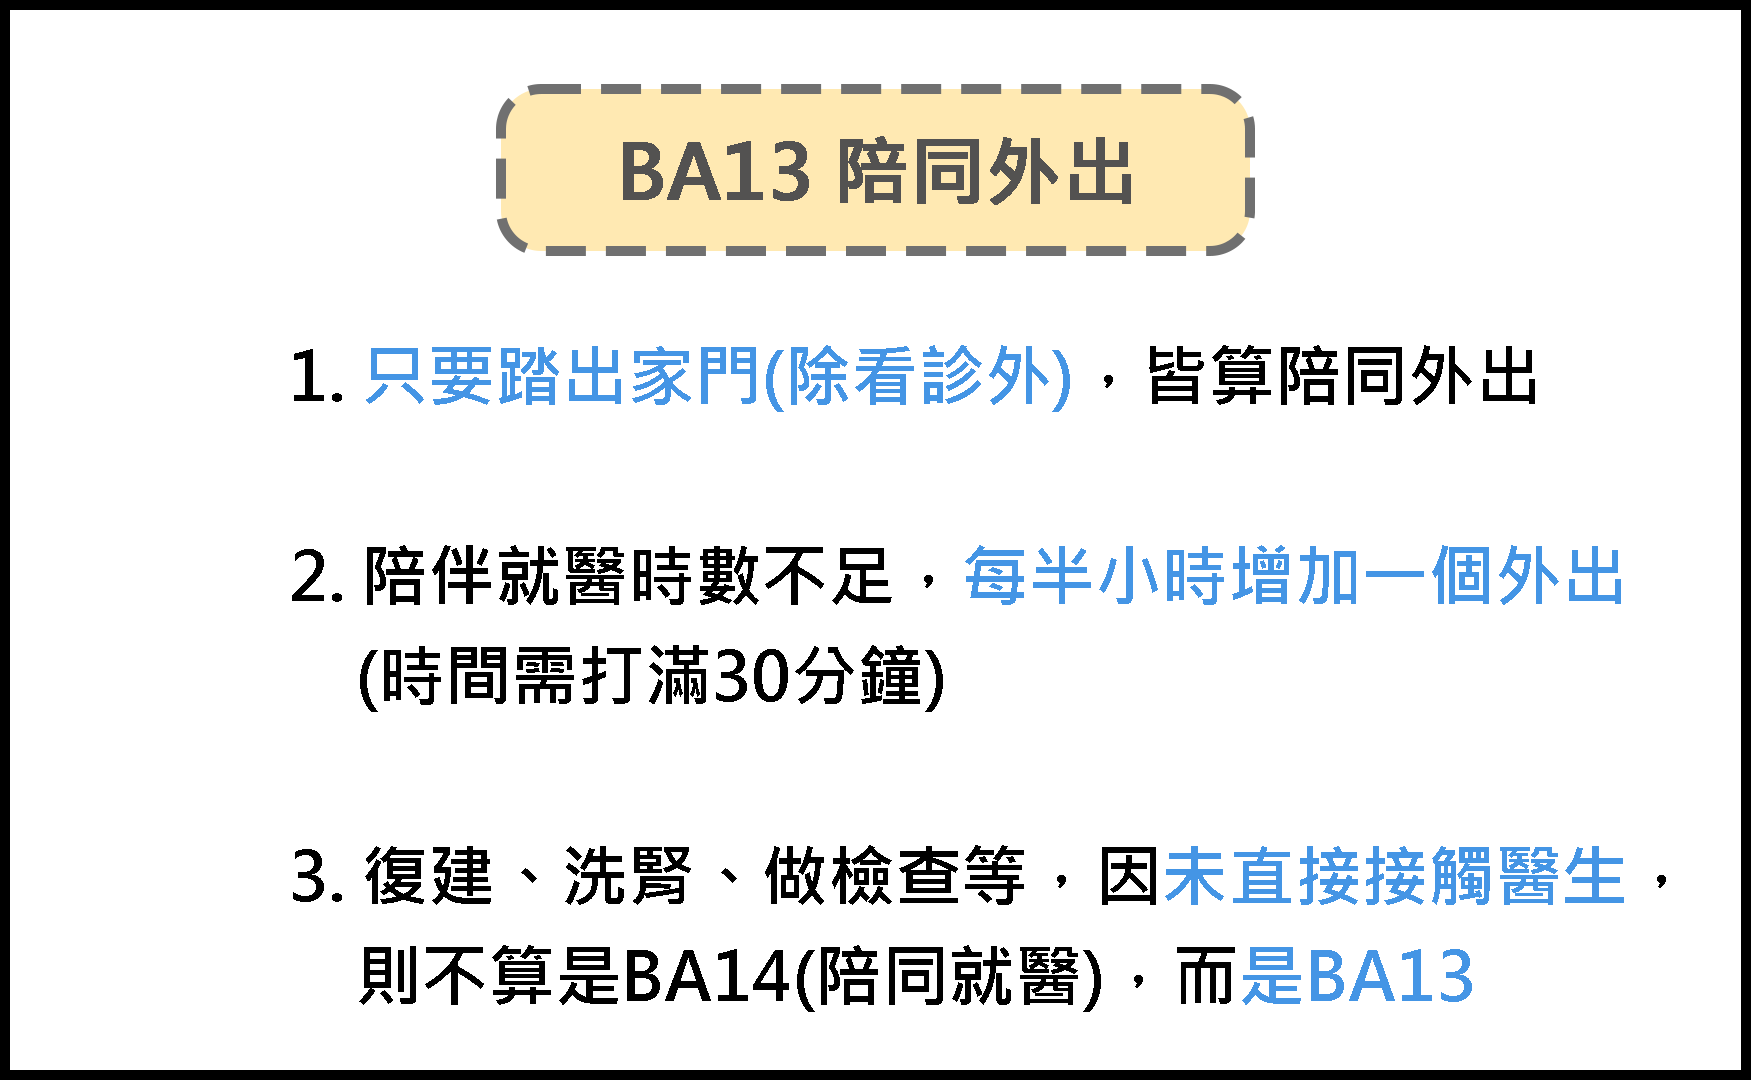 BA13 陪同外出
1. 只要踏出家門(除看診外)，皆算陪同外出
2. 陪伴就醫時數不足，每半小時增加一個外出
(時間需打滿30分鐘)
3. 復建、洗腎、做檢查等，因未直接接觸醫生，
則不算是BA14(陪同就醫)，而是BA13